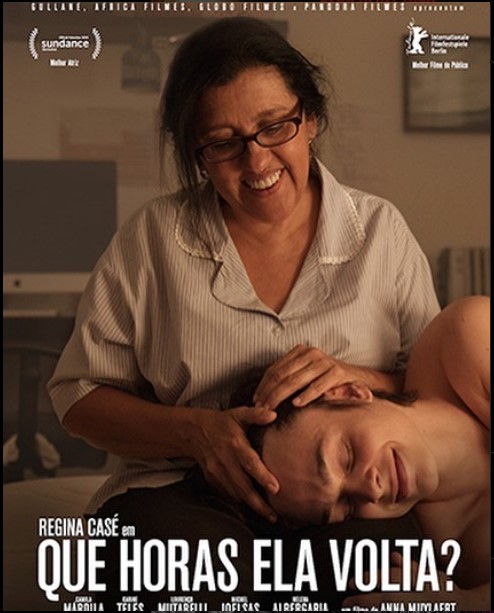 GULLANE, AFRICA FILMES, GLOBO FILMES e PANDORA FILMES apresentam
sundance
Melhor Atriz
Internationale
Filmfestspiele
Berlin
Melhor Filme do Público
REGINA CASÉ em
QUE HORAS ELA VOLTA?
CAMILA KARINE LOURENÇO MICHEL HELENA
MÁRDILA TELES MUTARELLI JOELSAS ALBERGARIA um filme de ANNA MUYLAERT